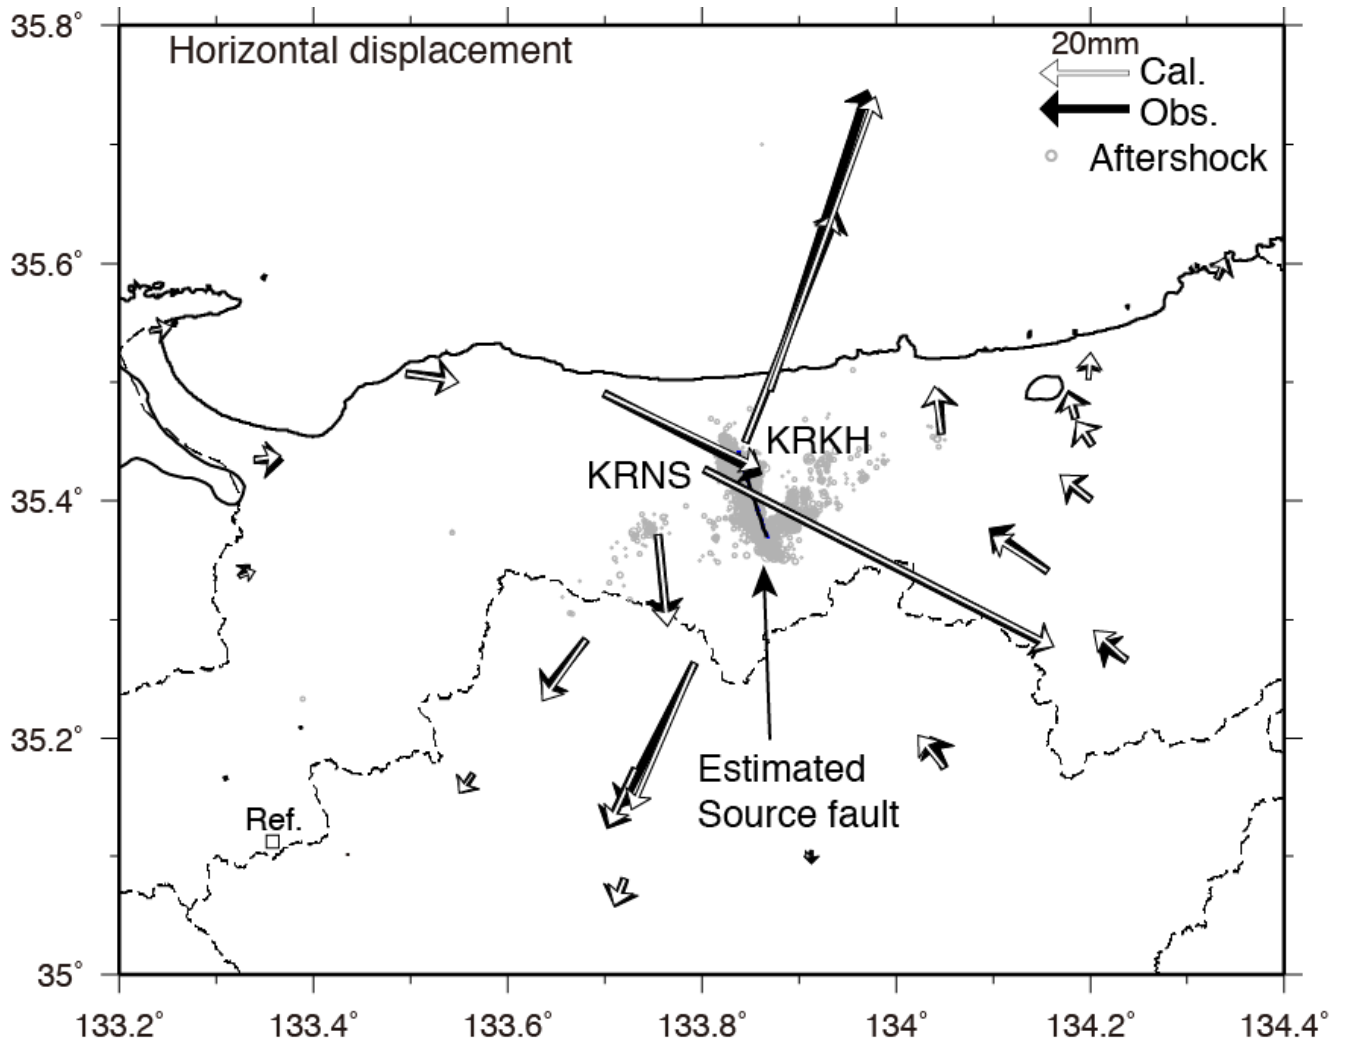 35.8°
Horizontal displacement
20mm
Cal.
Obs.
Aftershock
35.6°
KRKH
KRNS
35.4°
35.2°
Estimated
Source fault
Ref.
35°
133.2° 133.4° 133.6° 133.8° 134° 134.2° 134.4°